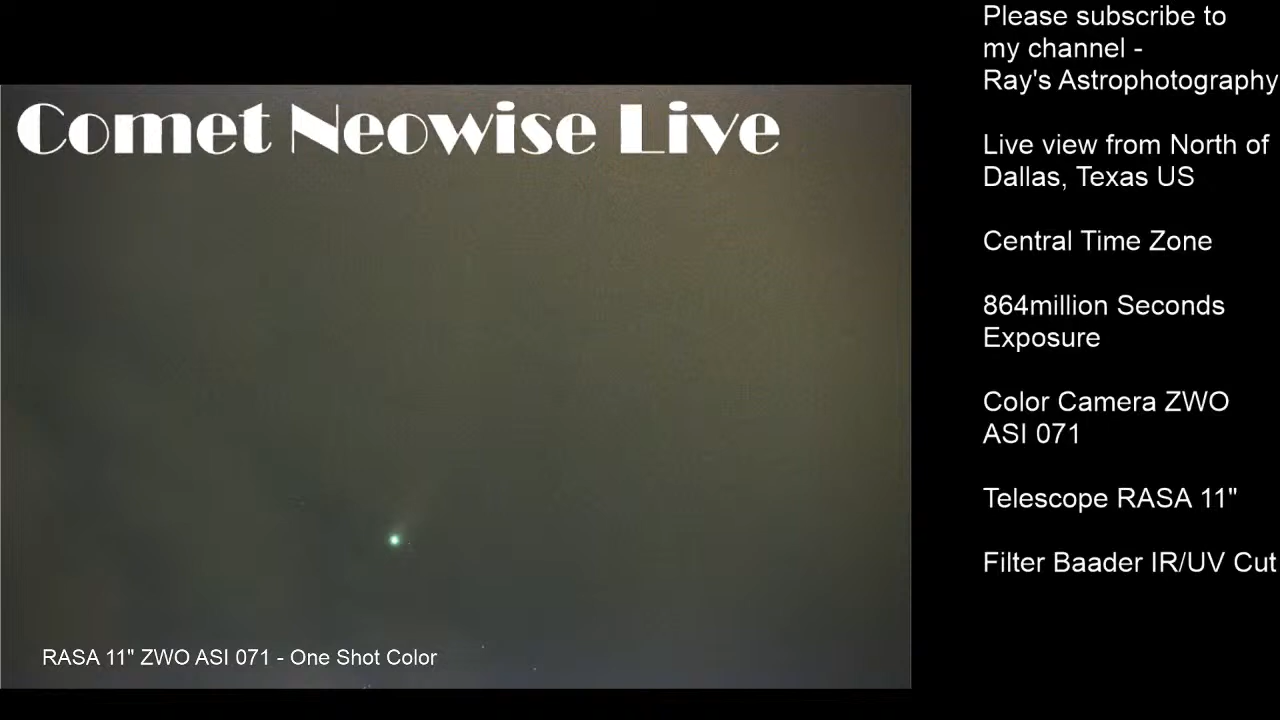 Comet Neowise Live
RASA 11" ZWO ASI 071 - One Shot Color
Please subscribe to
my channel -
Ray's Astrophotography
Live view from North of
Dallas, Texas US
Central Time Zone
864million Seconds
Exposure
Color Camera ZWO
ASI 071
Telescope RASA 11"
Filter Baader IR/UV Cut